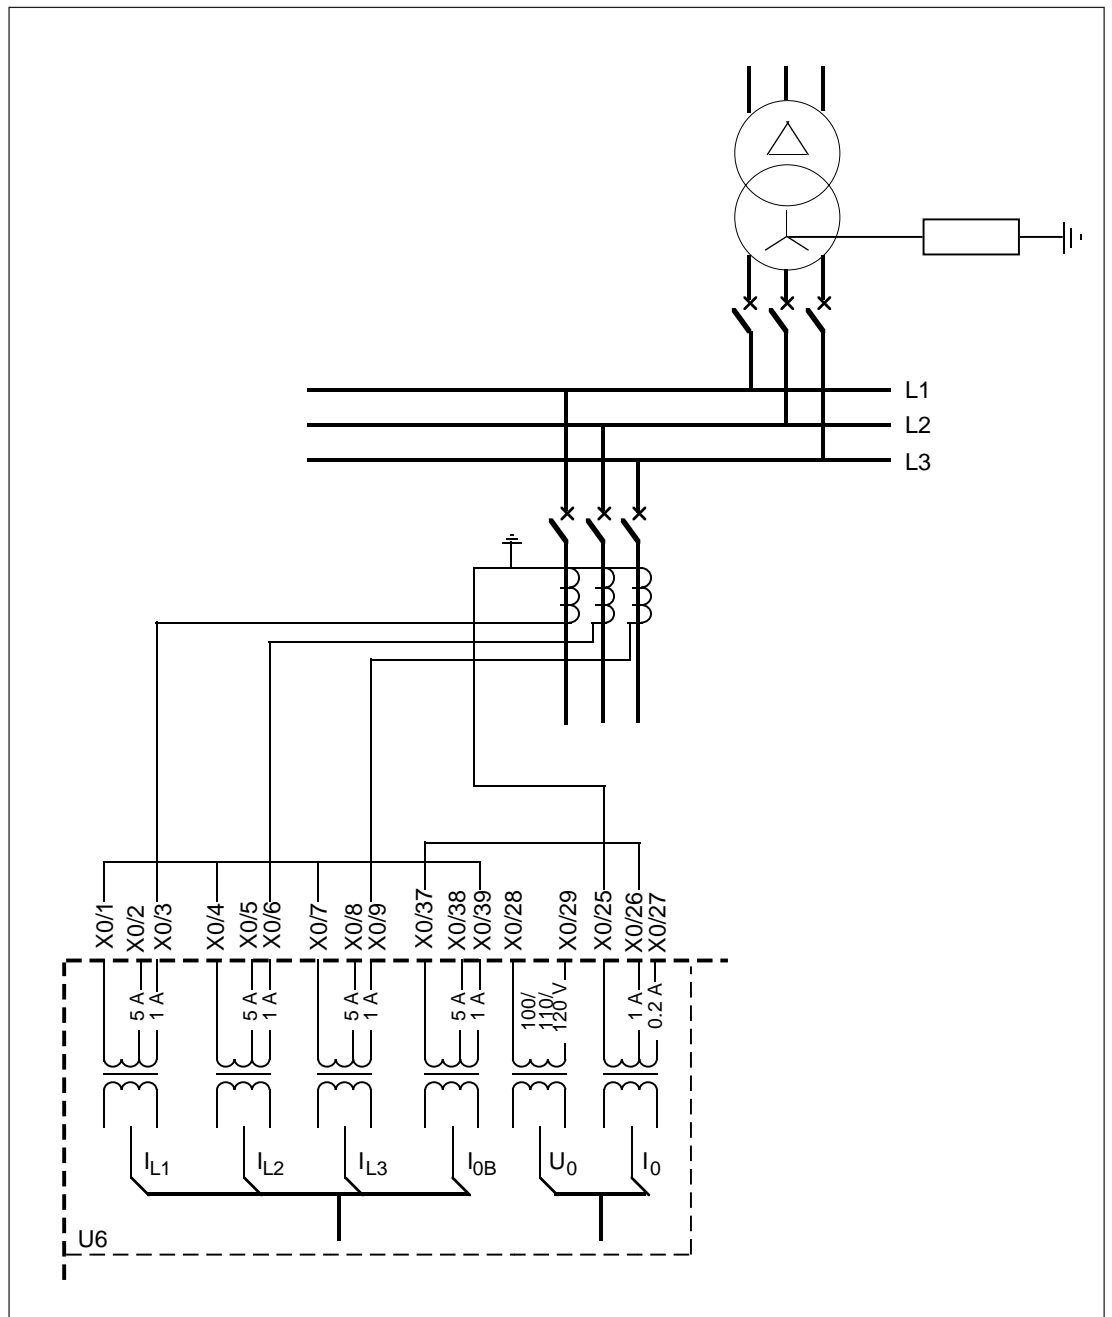 L1
L2
L3
X0/1
X0/2
X0/3
X0/4
X0/5
X0/6
X0/7
X0/8
X0/9
X0/37
X0/38
X0/39
X0/28
X0/29
X0/25
X0/26
X0/27
5 A
1 A
5 A
1 A
5 A
1 A
5 A
1 A
100/
110/
120 V
1 A
0.2 A
IL1
IL2
IL3
I0B
U0
I0
U6